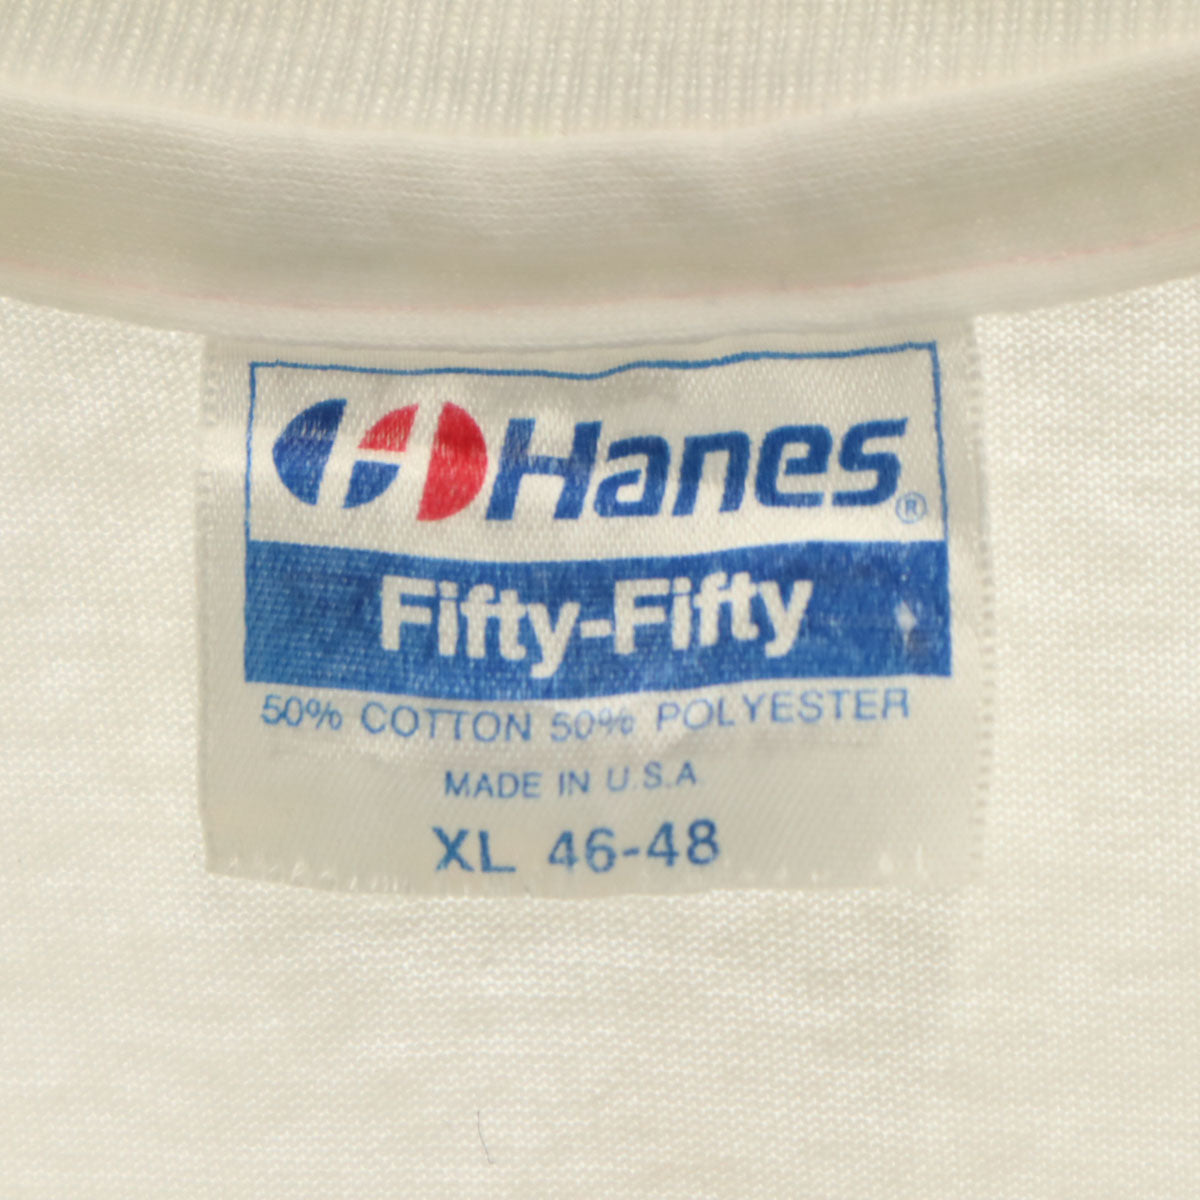 Hanes®
Fifty-Fifty
50% COTTON 50% POLYESTER
MADE IN U.S.A.
XL 46-48